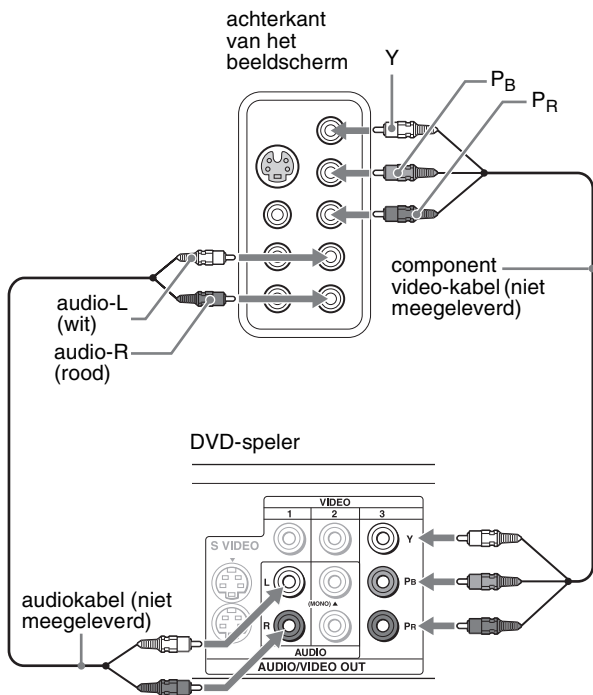 achterkant
van het
beeldscherm
Y
PB
PR
audio-L
(wit)
audio-R
(rood)
component
video-kabel (niet
meegeleverd)
DVD-speler
VIDEO
1 2 3
S VIDEO
Y
L
PB
(MONO)
R
PR
AUDIO
AUDIO/VIDEO OUT
audiokabel (niet
meegeleverd)